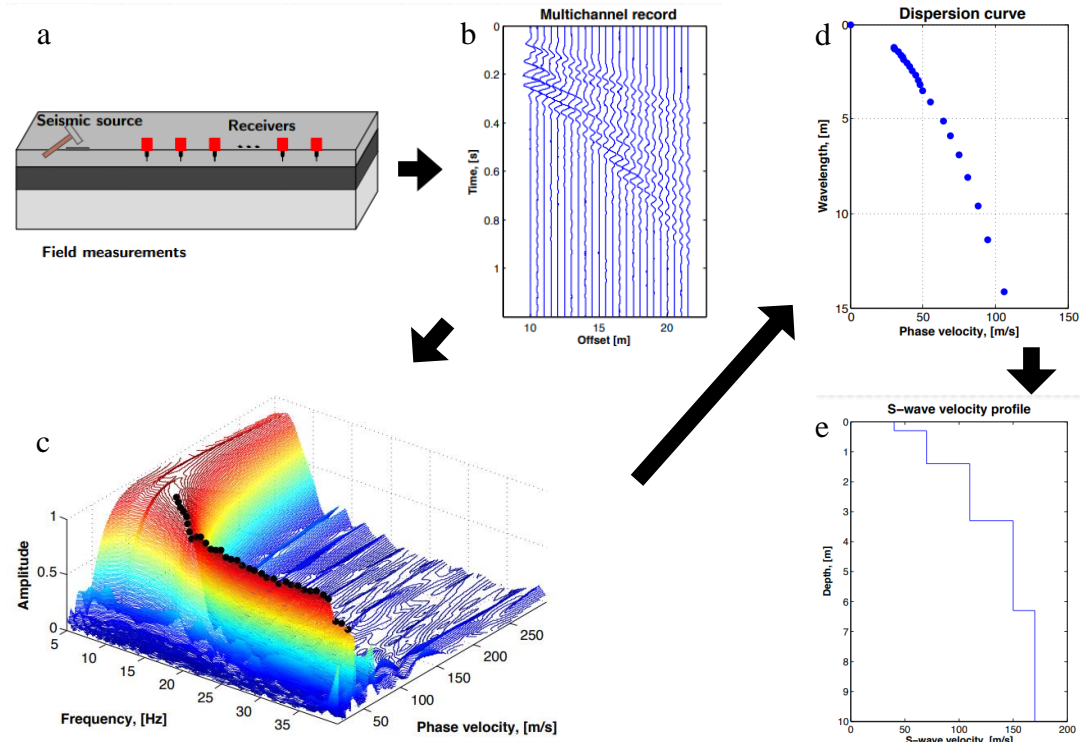 a
Seismic source
Receivers
Field measurements
b
Multichannel record
Time, [s]
0
0.2
0.4
0.6
0.8
1
10
15
20
Offset [m]
c
Amplitude
1
0.5
0
5
10
15
20
25
30
35
Frequency, [Hz]
50
100
150
200
250
Phase velocity, [m/s]
d
Dispersion curve
Wavelength, [m]
0
5
10
15
0
50
100
150
Phase velocity, [m/s]
e
S-wave velocity profile
Depth, [m]
0
1
2
3
4
5
6
7
8
9
10
0
50
100
150
200
S-wave velocity, [m/s]